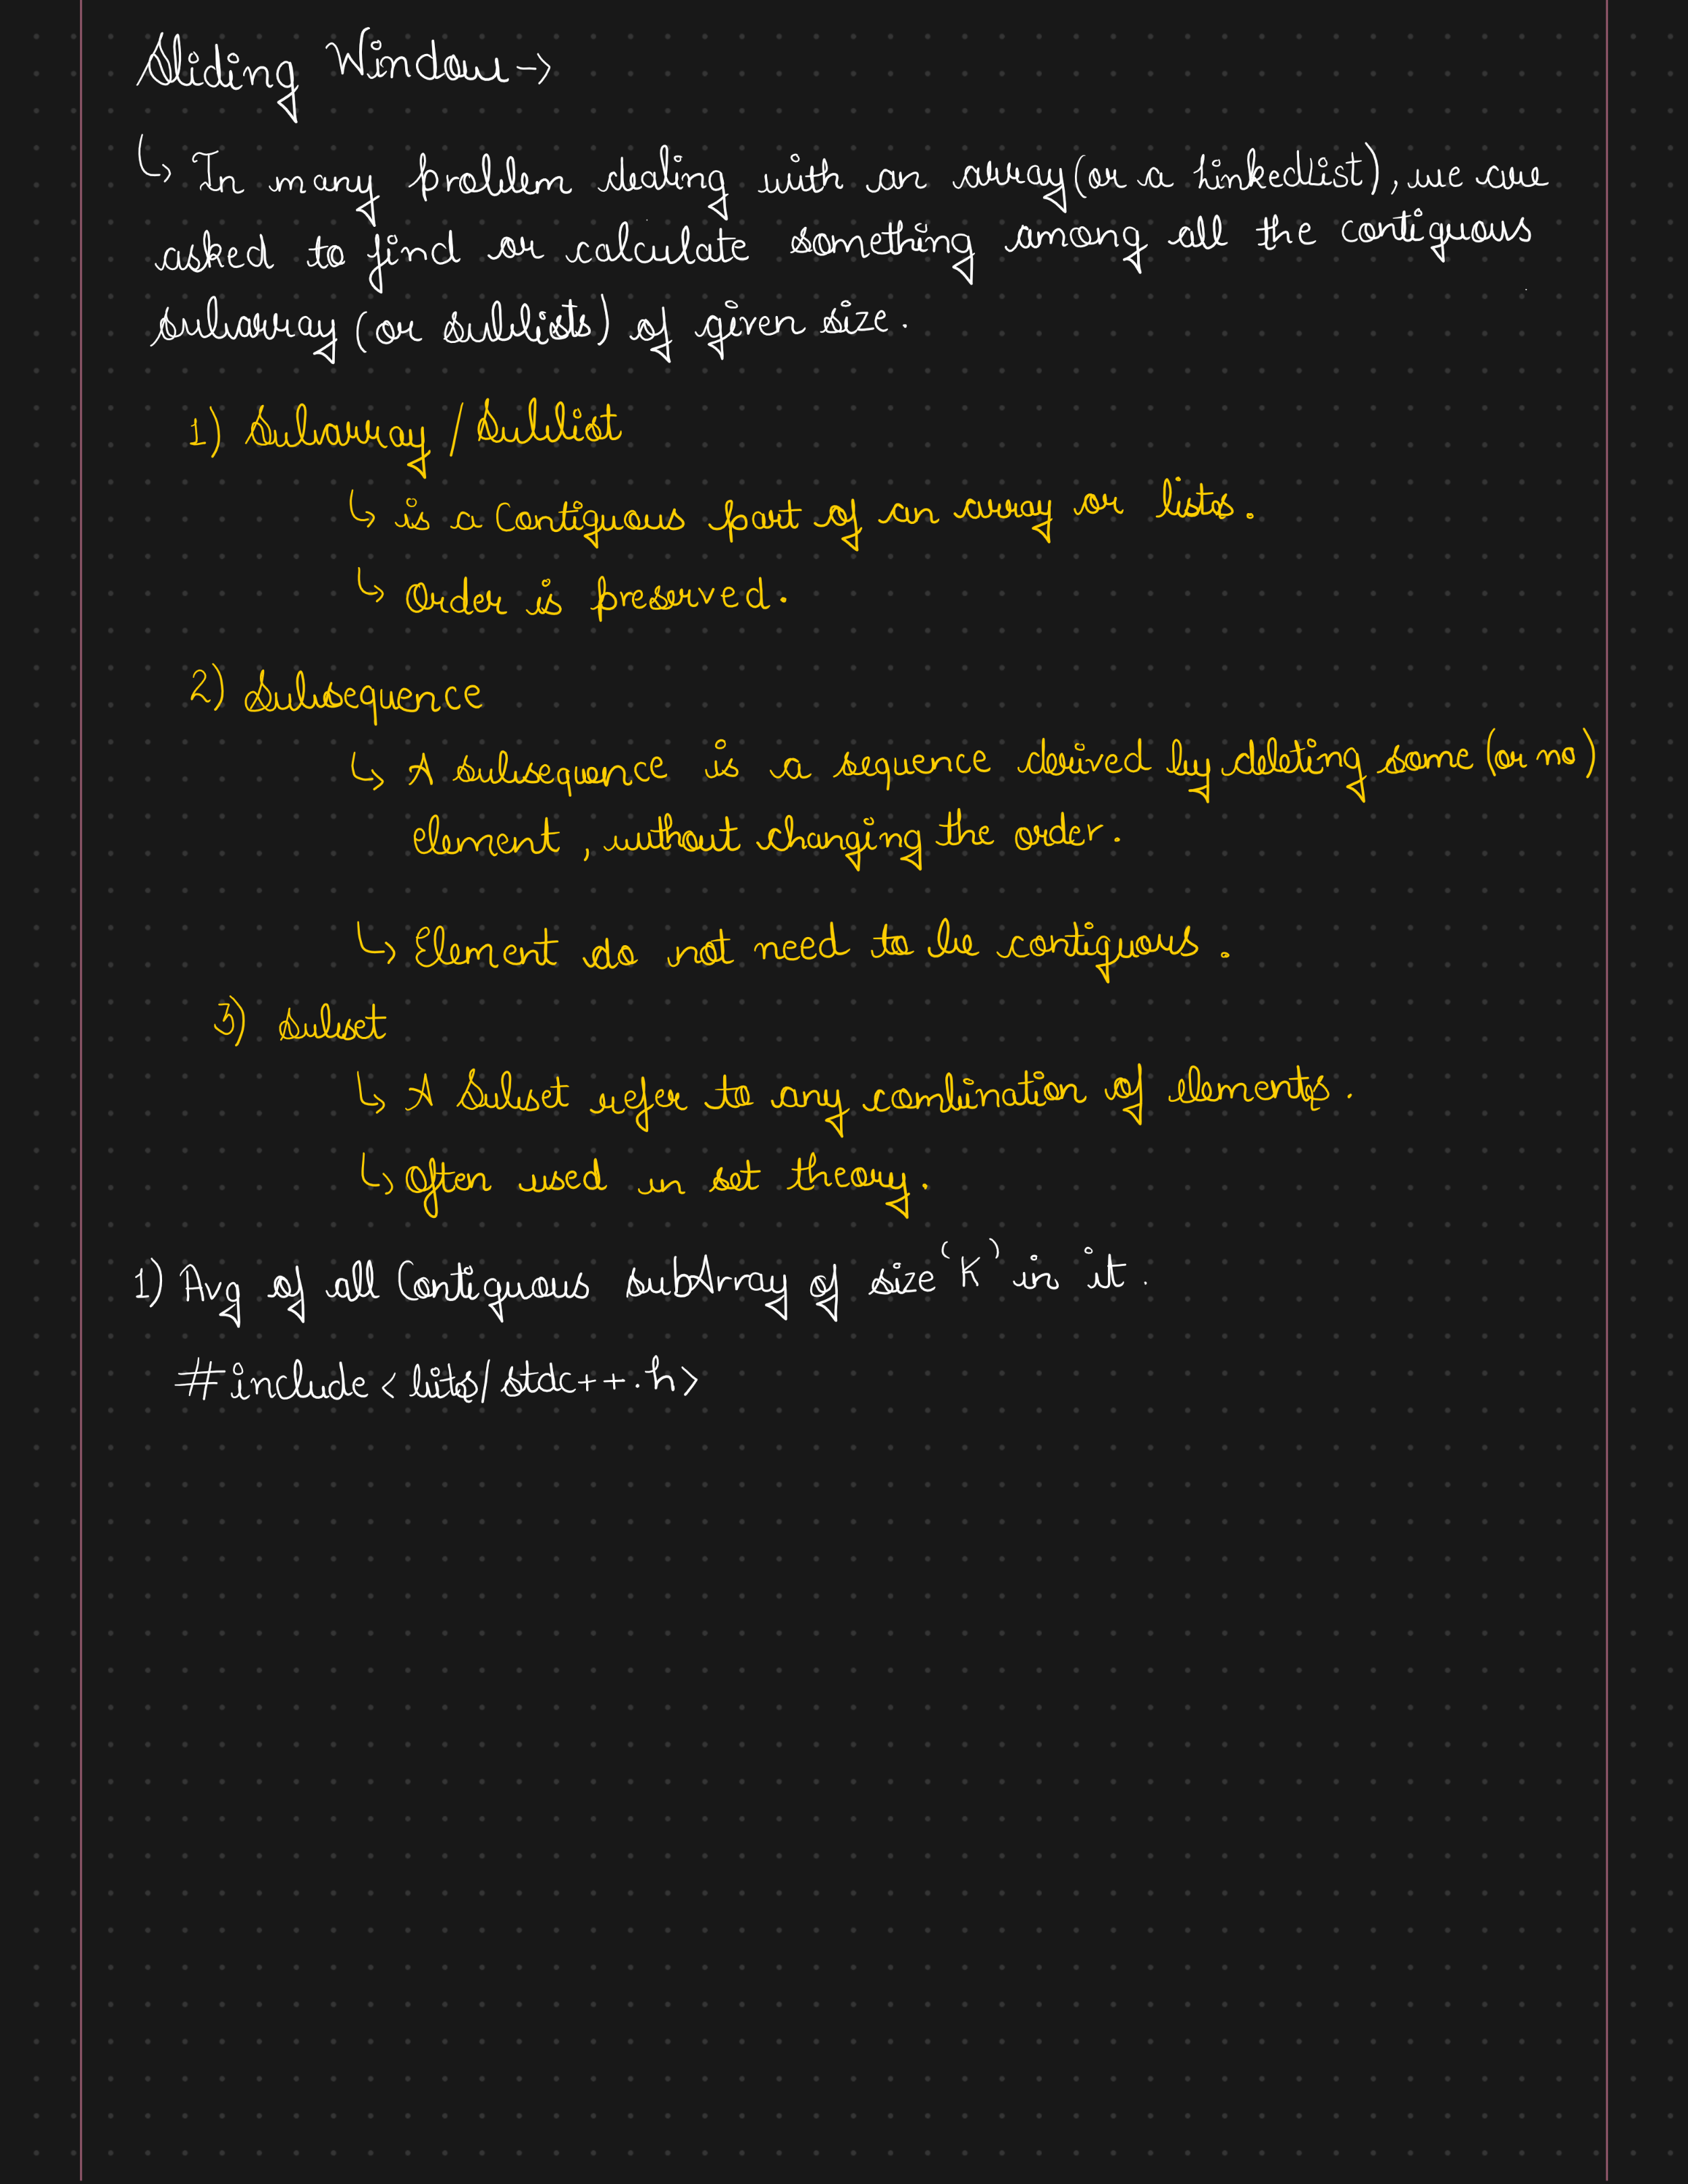 Sliding Window->
↳ In many problem dealing with an array (or a LinkedList), we are
asked to find or calculate something among all the contiguous
subarray (or sublists) of given size.
1) Subarray / Sublist
↳ is a Contiguous part of an array or lists.
↳ Order is preserved.
2) Subsequence
↳ A subsequence is a sequence derived by deleting some (or no)
element, without changing the order.
↳ Element do not need to be contiguous.
3) subset
↳ A Subset refer to any combination of elements.
↳ Often used in set theory.
1) Avg of all Contiguous subArray of size 'K' in it.
#include <bits/stdc++.h>